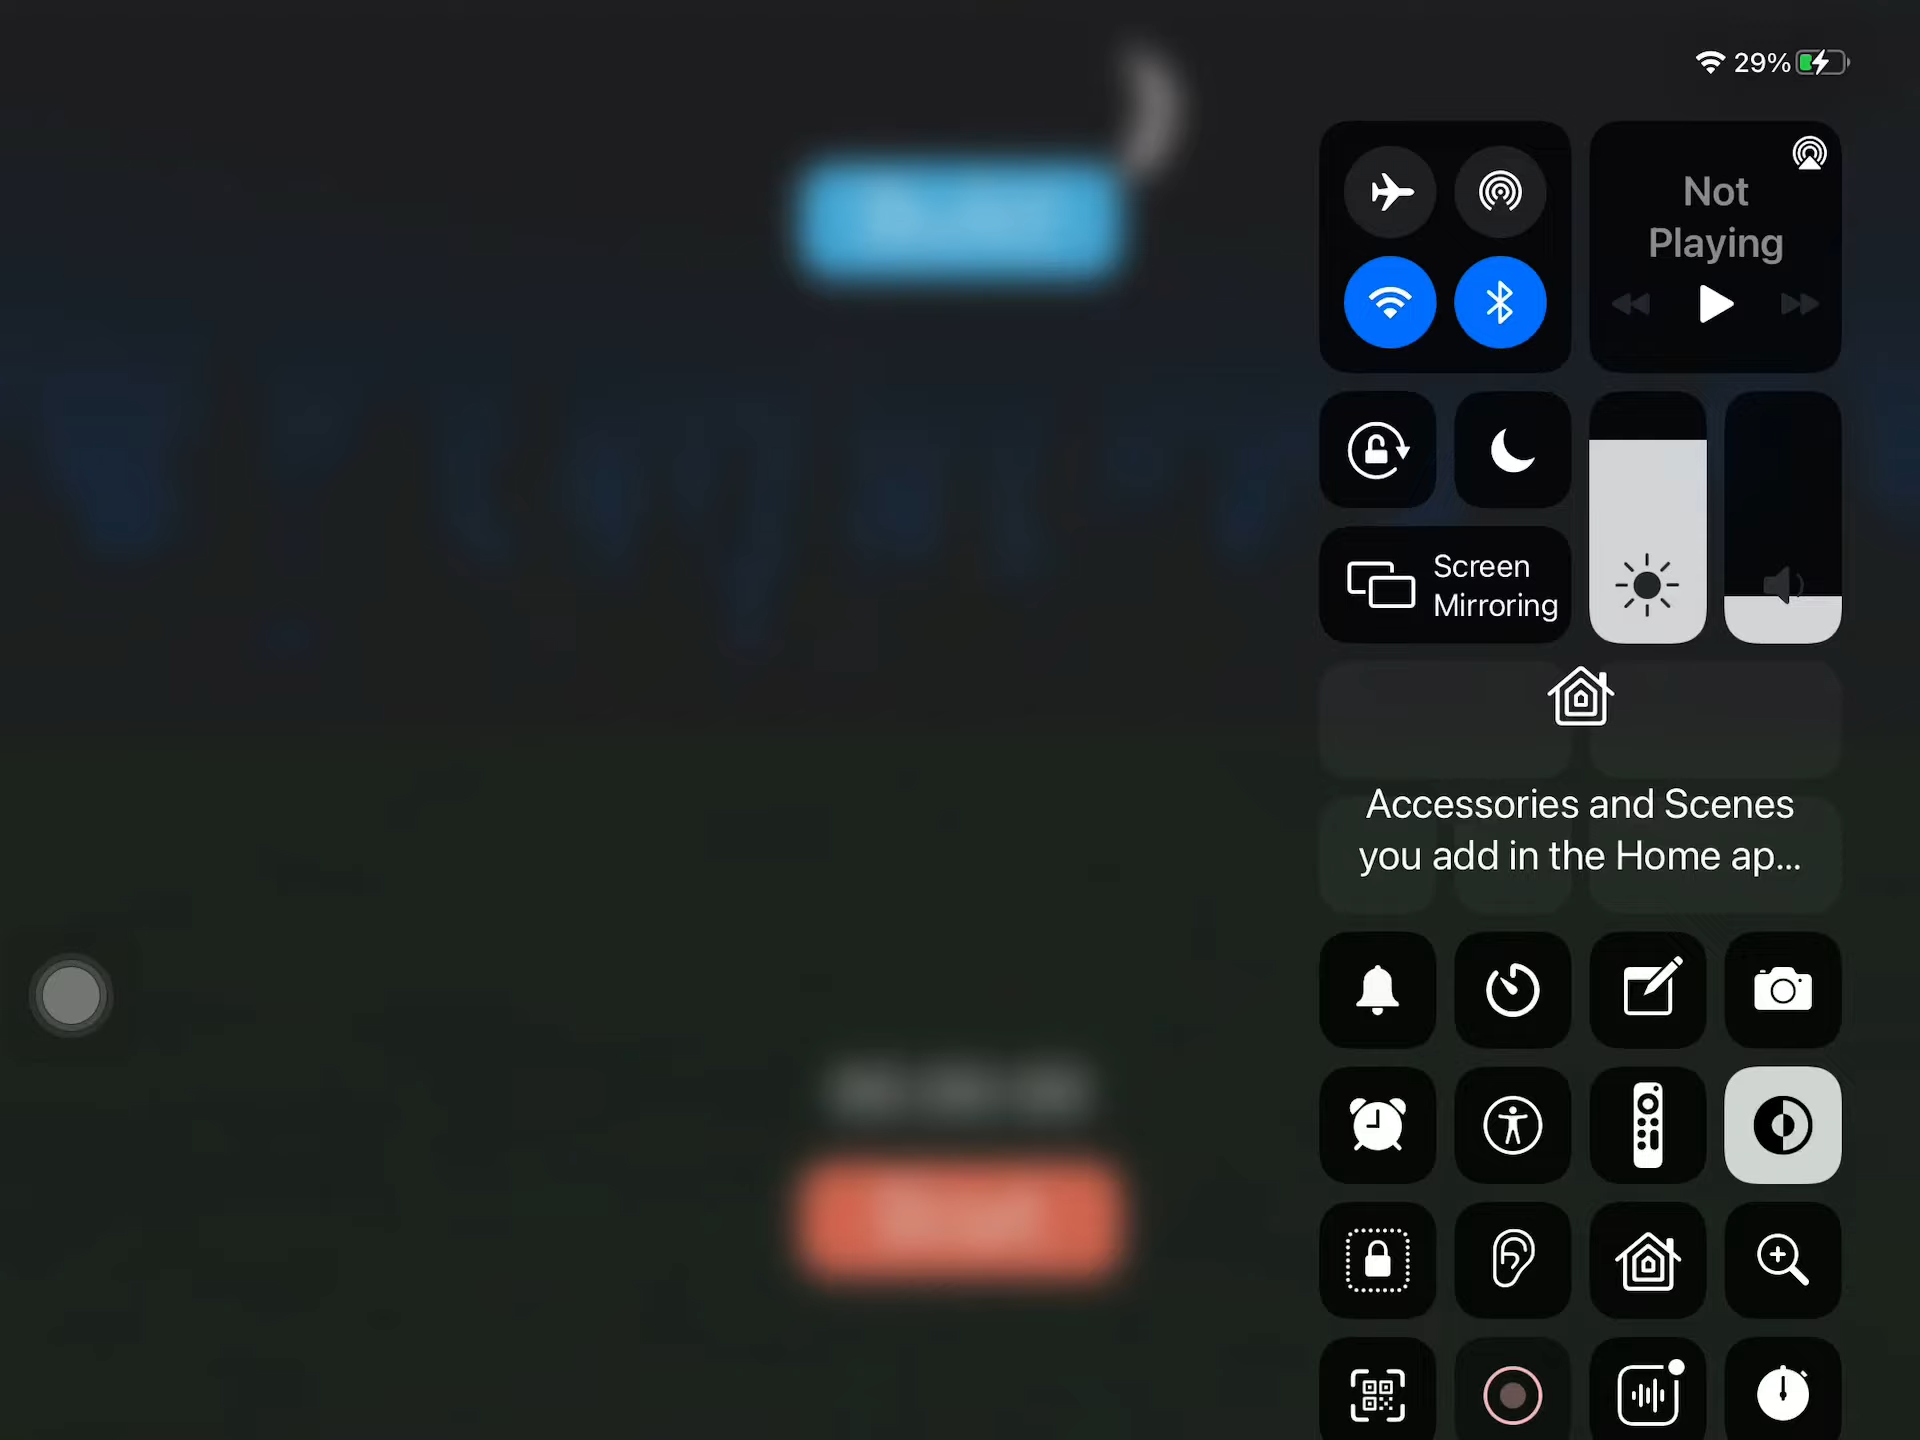 29%
Not
Playing
Screen
Mirroring
Accessories and Scenes
you add in the Home ap...